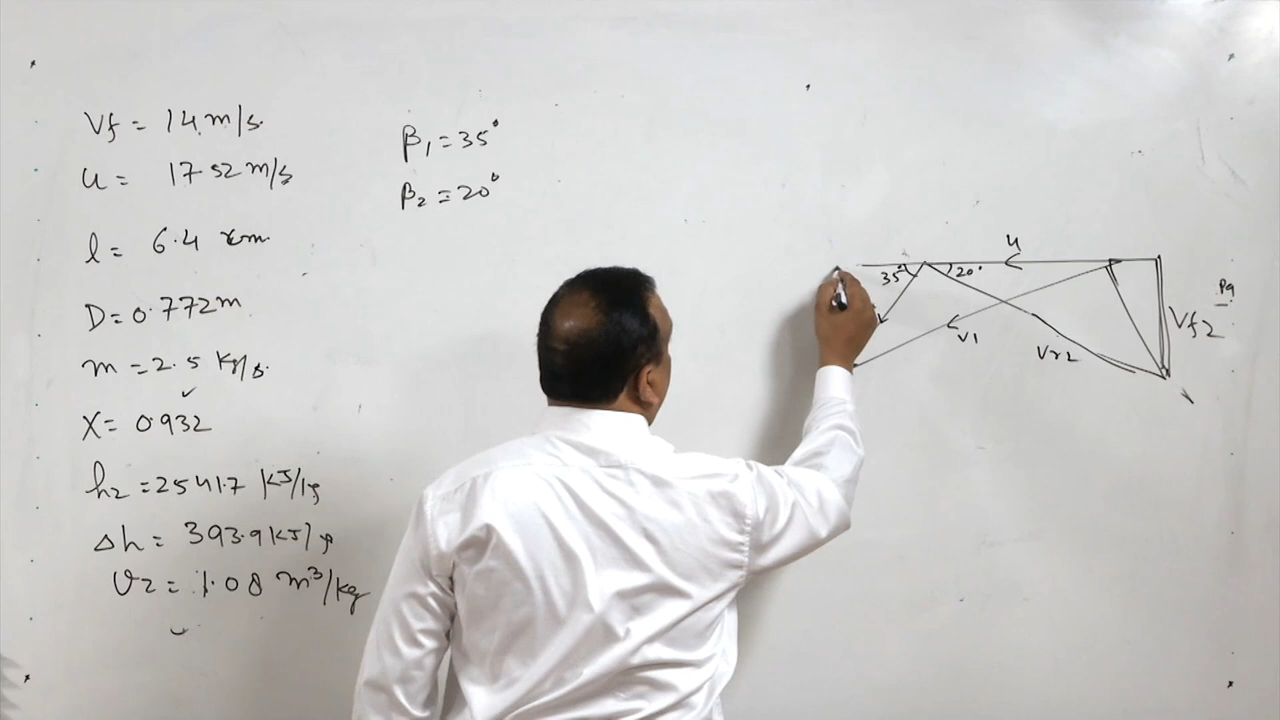 Vf = 14 m/s.
u = 17.52 m/s
l = 6.4 cm
D = 0.772 m
m = 2.5 kg/s.
X = 0.932
h2 = 2541.7 KJ/kg
Δh = 393.9 KJ/kg
v2 = 1.08 m³/kg
β1 = 35°
β2 = 20°
u
35° 20°
V1
Vr2
Vf2